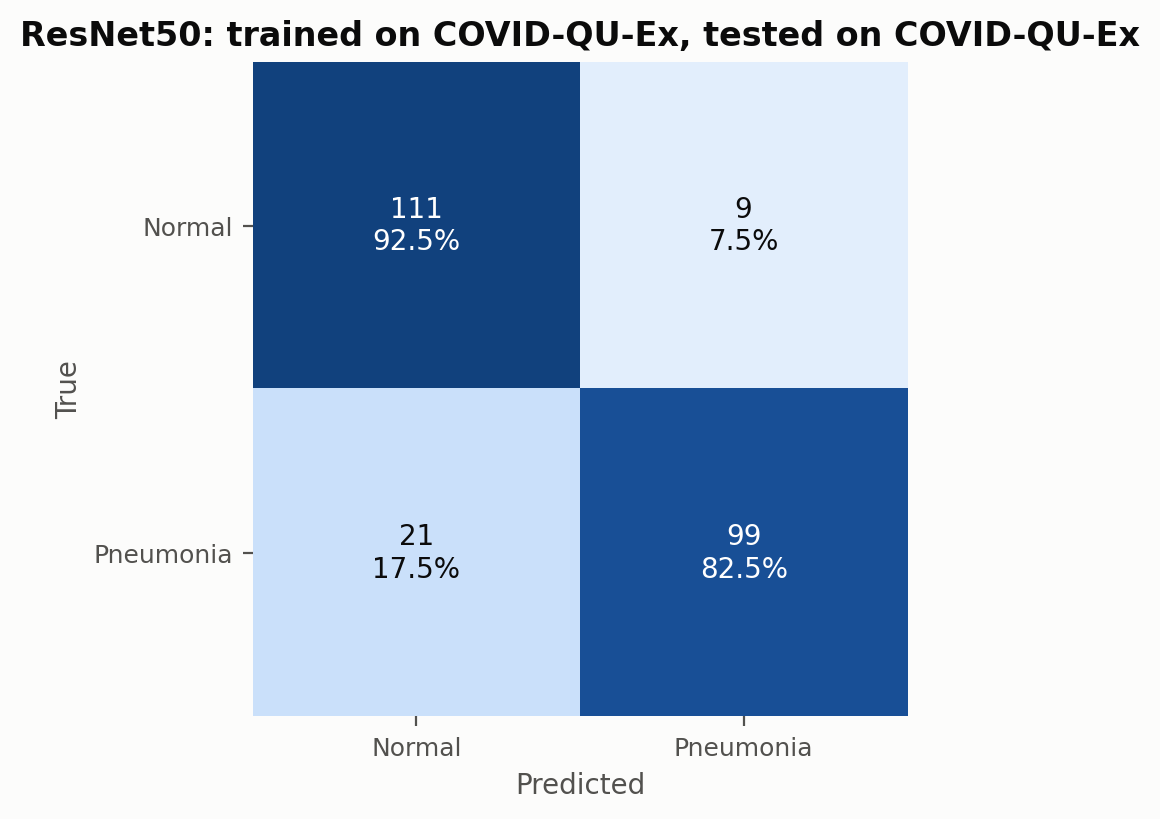 ResNet50: trained on COVID-QU-Ex, tested on COVID-QU-Ex
111
92.5%
9
7.5%
Normal
True
21
17.5%
99
82.5%
Pneumonia
Normal
Pneumonia
Predicted